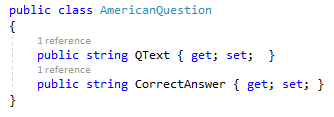 public class AmericanQuestion
{
1 reference
public string QText { get; set;  }
1 reference
public string CorrectAnswer { get; set; }
}